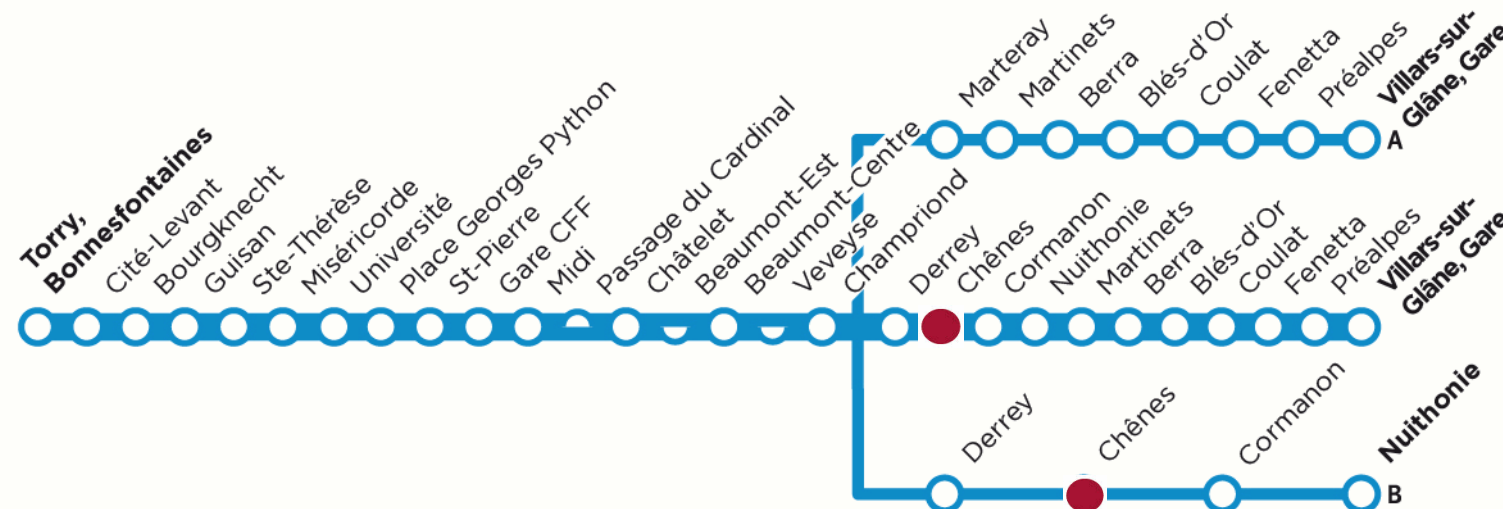 Marteray
Martinets
Berra
Blés-d'Or
Coulat
Fenetta
Préalpes
Villars-sur-
Glâne, Gare
A
Torry,
Bonnesfontaines
Cité-Levant
Bourgknecht
Guisan
Ste-Thérèse
Miséricorde
Université
Place Georges Python
St-Pierre
Gare CFF
Midi
Passage du Cardinal
Châtelet
Beaumont-Est
Beaumont-Centre
Veveyse
Champriond
Derrey
Chênes
Cormanon
Nuithonie
Martinets
Berra
Blés-d'Or
Coulat
Fenetta
Préalpes
Villars-sur-
Glâne, Gare
Derrey
Chênes
Cormanon
Nuithonie
B